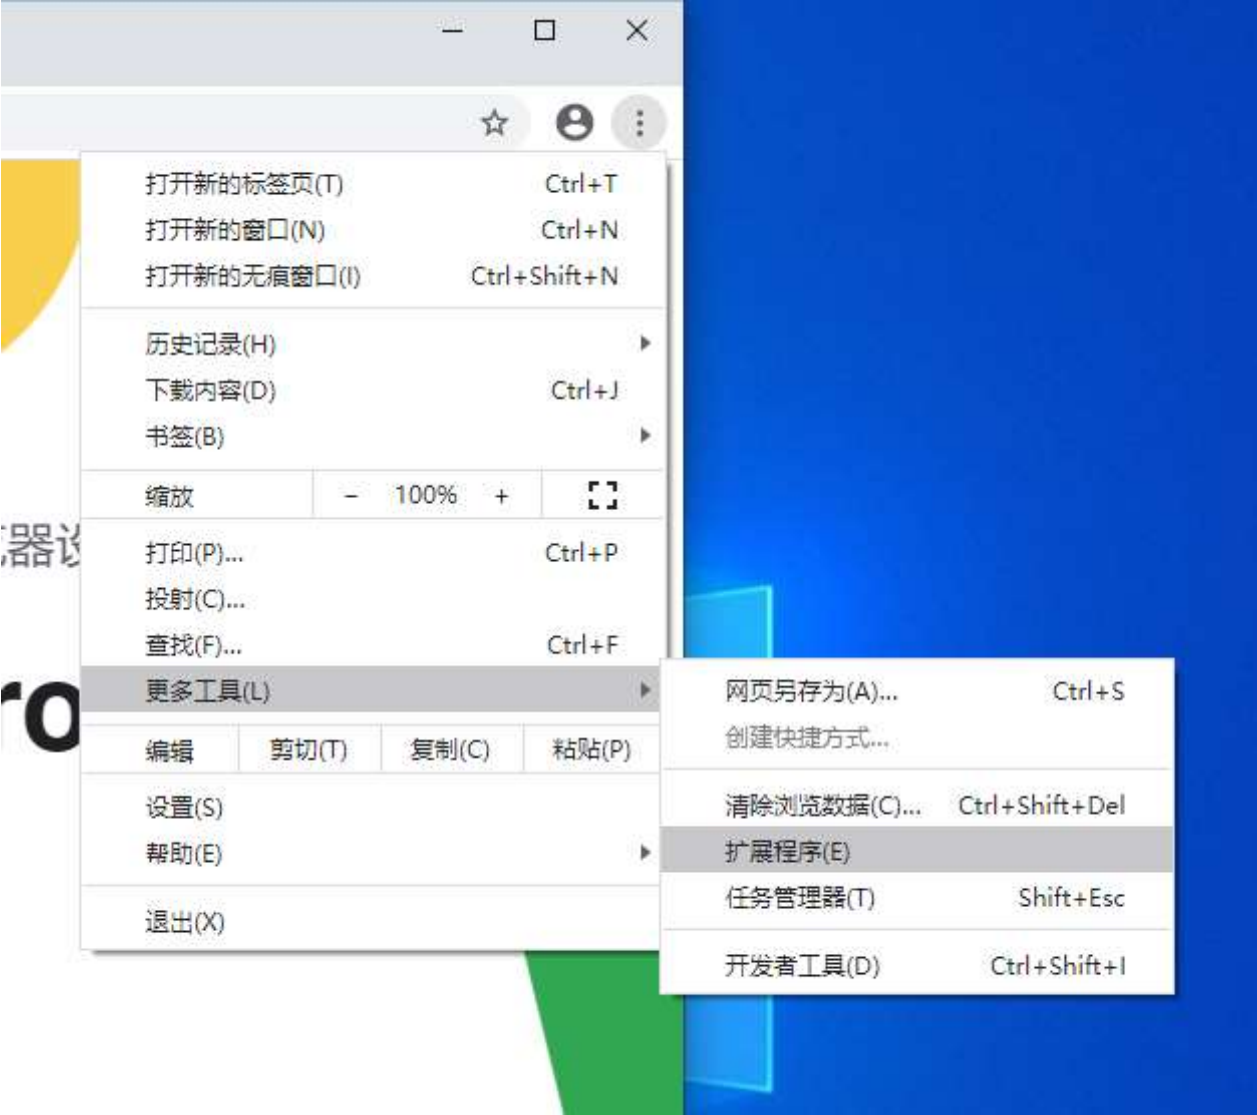 打开新的标签页(T) Ctrl+T
打开新的窗口(N) Ctrl+N
打开新的无痕窗口(I) Ctrl+Shift+N
历史记录(H)
下载内容(D) Ctrl+J
书签(B)
缩放 - 100% +
器设
打印(P)... Ctrl+P
投射(C)...
查找(F)... Ctrl+F
更多工具(L)
ro
编辑 剪切(T) 复制(C) 粘贴(P)
设置(S)
帮助(E)
退出(X)
网页另存为(A)... Ctrl+S
创建快捷方式...
清除浏览数据(C)... Ctrl+Shift+Del
扩展程序(E)
任务管理器(T) Shift+Esc
开发者工具(D) Ctrl+Shift+I